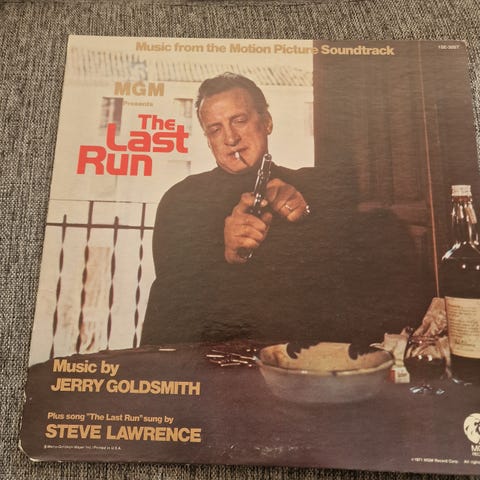 Music from the Motion Picture Soundtrack
MGM
Presents
The
Last
Run
Music by
JERRY GOLDSMITH
Plus song "The Last Run" sung by
STEVE LAWRENCE